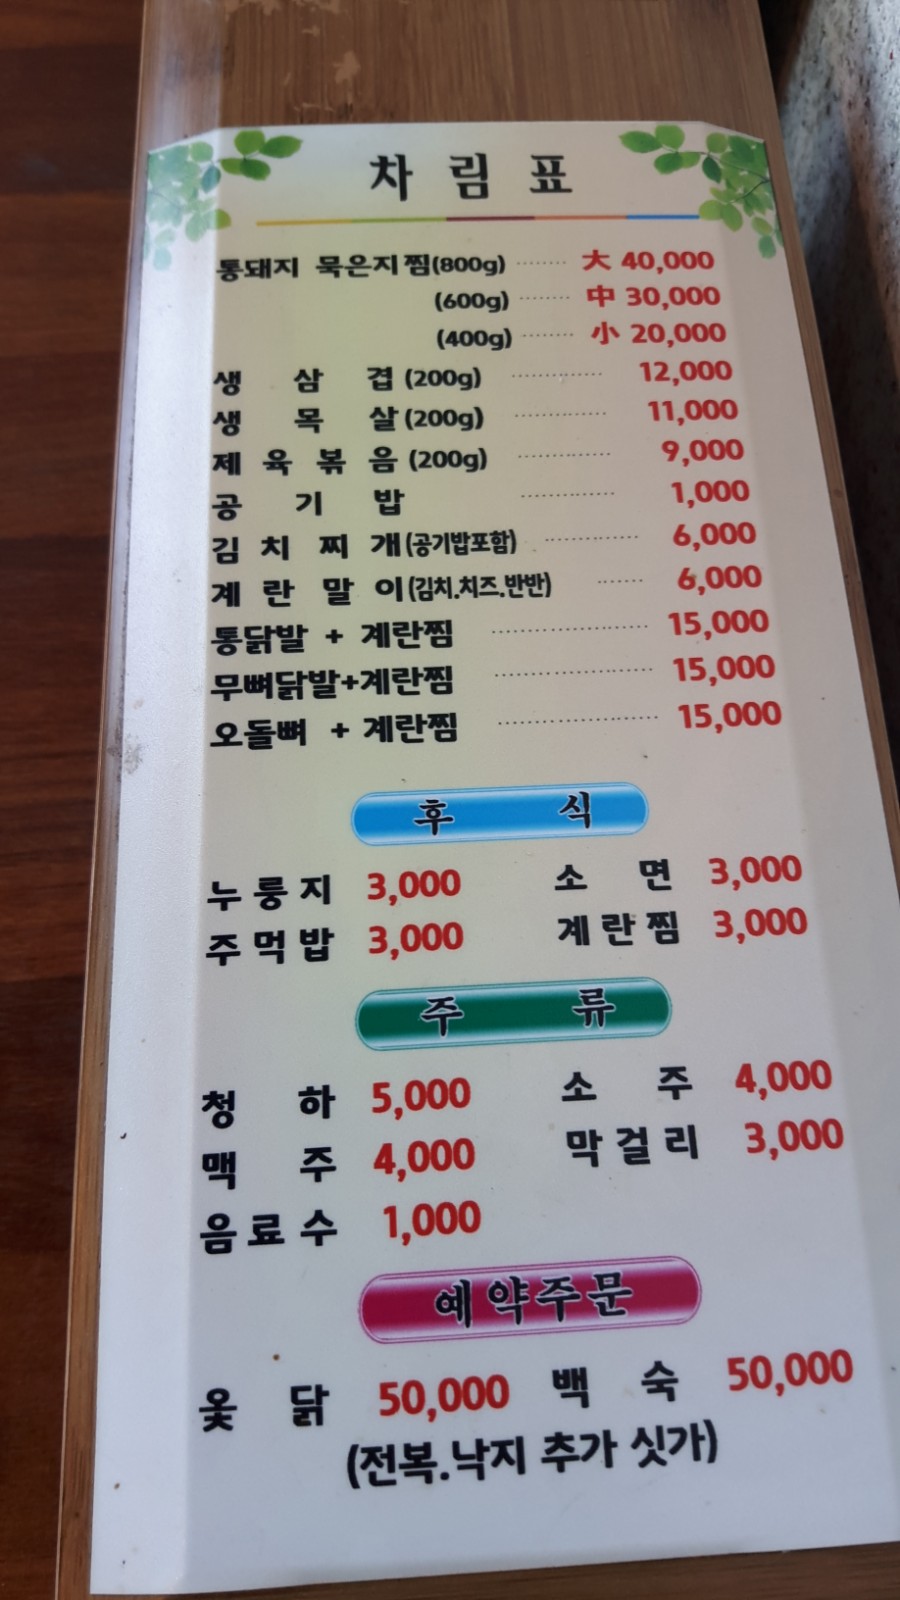 차림표
통돼지 묵은지찜(800g) ········ 大 40,000
(600g) ········ 中 30,000
(400g) ········ 小 20,000
생 삼 겹 (200g) ············ 12,000
생 목 살 (200g) ············ 11,000
제 육 볶 음 (200g) ············ 9,000
공 기 밥 ············ 1,000
김 치 찌 개 (공기밥포함) ············ 6,000
계 란 말 이 (김치.치즈.반반) ······ 6,000
통닭발 + 계란찜 ···················· 15,000
무뼈닭발+계란찜 ···················· 15,000
오돌뼈 + 계란찜 ···················· 15,000
후 식
누룽지 3,000 소 면 3,000
주먹밥 3,000 계란찜 3,000
주 류
청 하 5,000 소 주 4,000
맥 주 4,000 막걸리 3,000
음료수 1,000
예약주문
옻 닭 50,000 백 숙 50,000
(전복.낙지 추가 싯가)